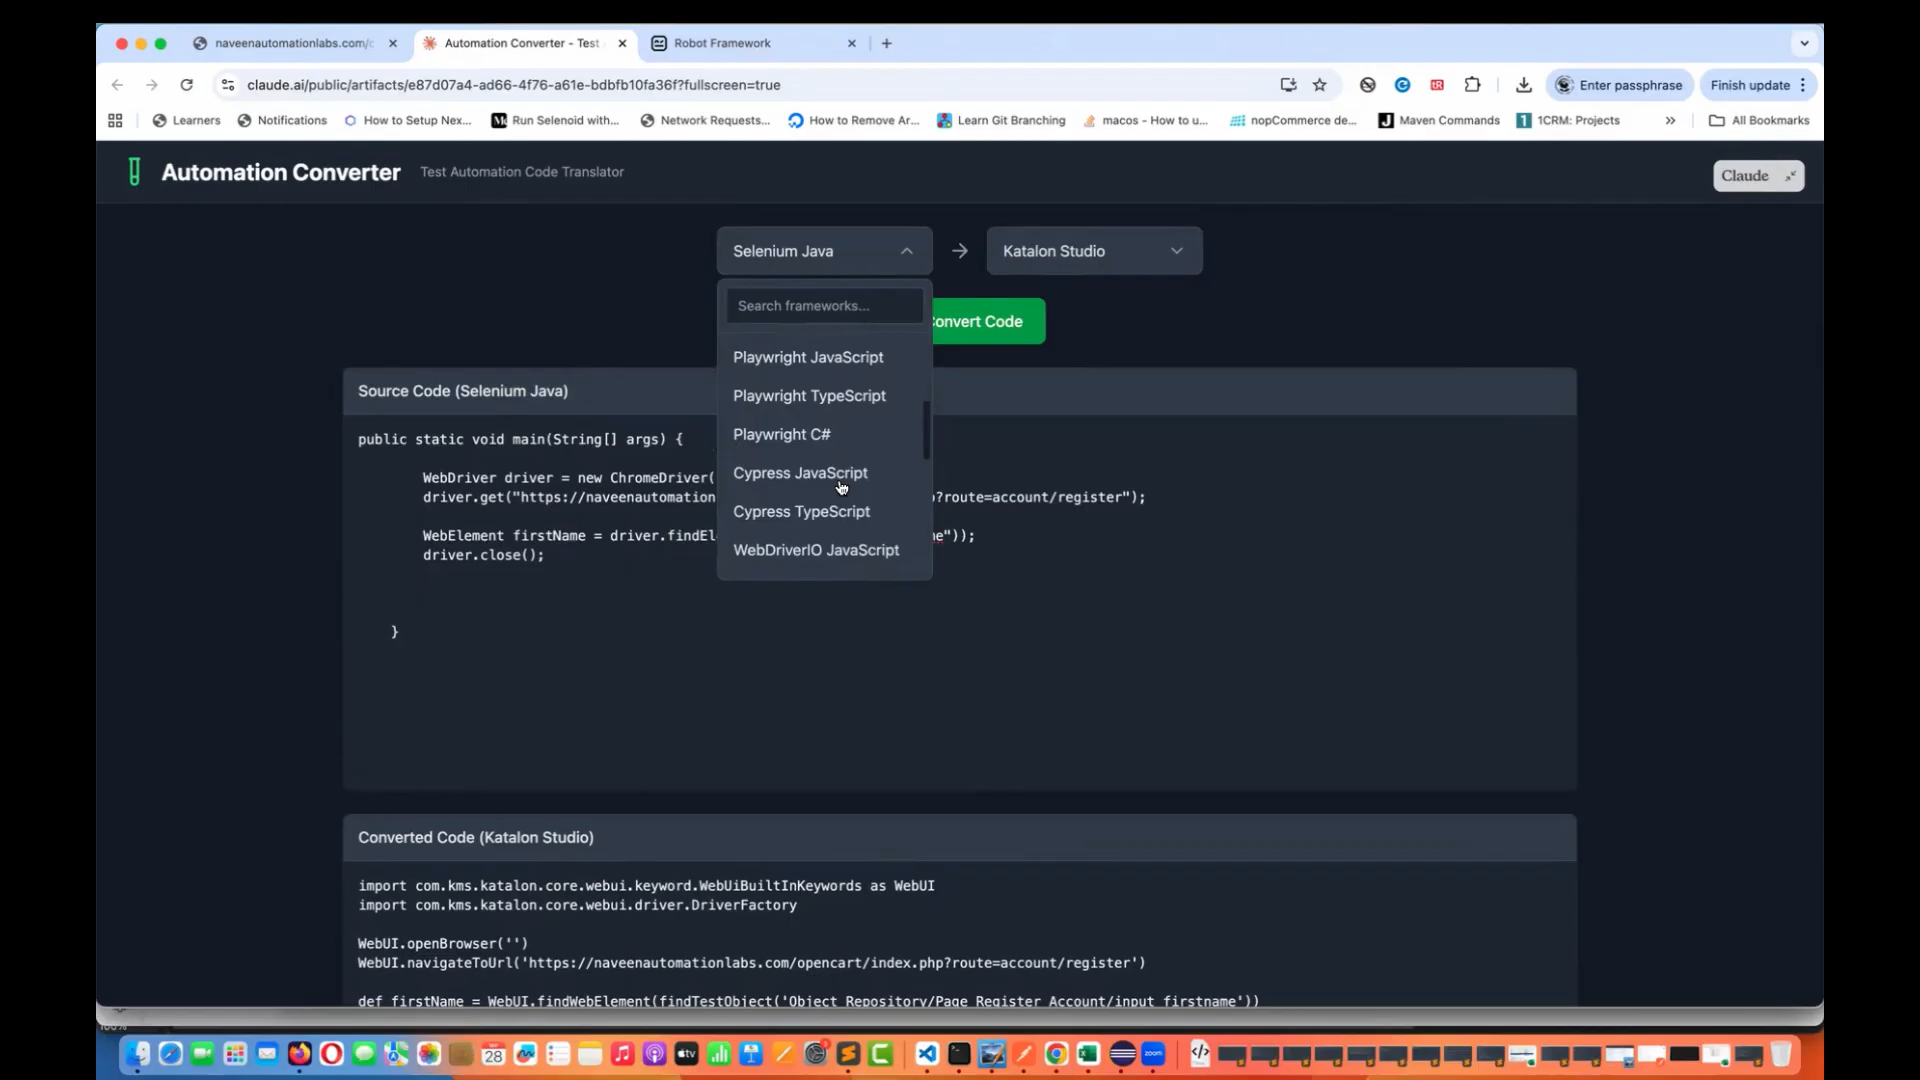 naveenautomationlabs.com/c
Automation Converter - Test
Robot Framework
claude.ai/public/artifacts/e87d07a4-ad66-4f76-a61e-bdbfb10fa36f?fullscreen=true
Enter passphrase
Finish update
Learners
Notifications
How to Setup Nex...
Run Selenoid with...
Network Requests...
How to Remove Ar...
Learn Git Branching
macos - How to u...
nopCommerce de...
Maven Commands
1CRM: Projects
All Bookmarks
Automation Converter
Test Automation Code Translator
Claude
Selenium Java
Katalon Studio
Search frameworks...
Convert Code
Playwright JavaScript
Playwright TypeScript
Playwright C#
Cypress JavaScript
Cypress TypeScript
WebDriverIO JavaScript
Source Code (Selenium Java)
public static void main(String[] args) {
WebDriver driver = new ChromeDriver(
driver.get("https://naveenautomation ?route=account/register");
WebElement firstName = driver.findEl e"));
driver.close();
}
Converted Code (Katalon Studio)
import com.kms.katalon.core.webui.keyword.WebUiBuiltInKeywords as WebUI
import com.kms.katalon.core.webui.driver.DriverFactory
WebUI.openBrowser('')
WebUI.navigateToUrl('https://naveenautomationlabs.com/opencart/index.php?route=account/register')
def firstName = WebUI.findWebElement(findTestObject('Object Repository/Page_Register Account/input_firstname'))
100%
28
tv
zoom